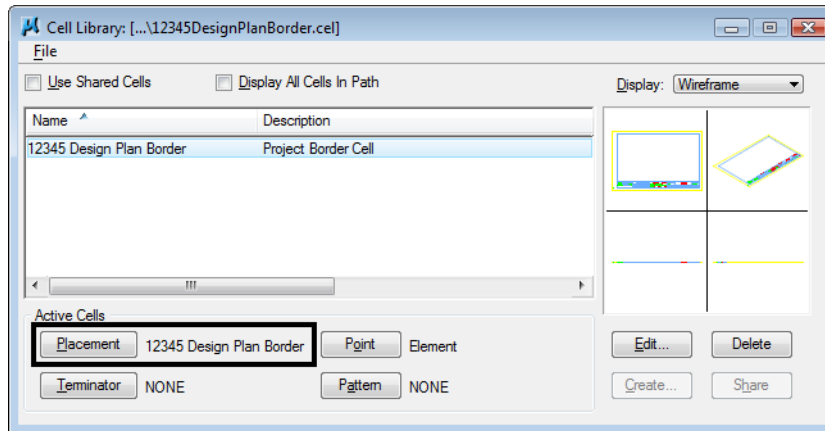 Cell Library: [...\12345DesignPlanBorder.cel]
File
Use Shared Cells Display All Cells In Path Display: Wireframe
Name Description
12345 Design Plan Border Project Border Cell
Active Cells
Placement 12345 Design Plan Border Point Element Edit... Delete
Terminator NONE Pattern NONE Create... Share